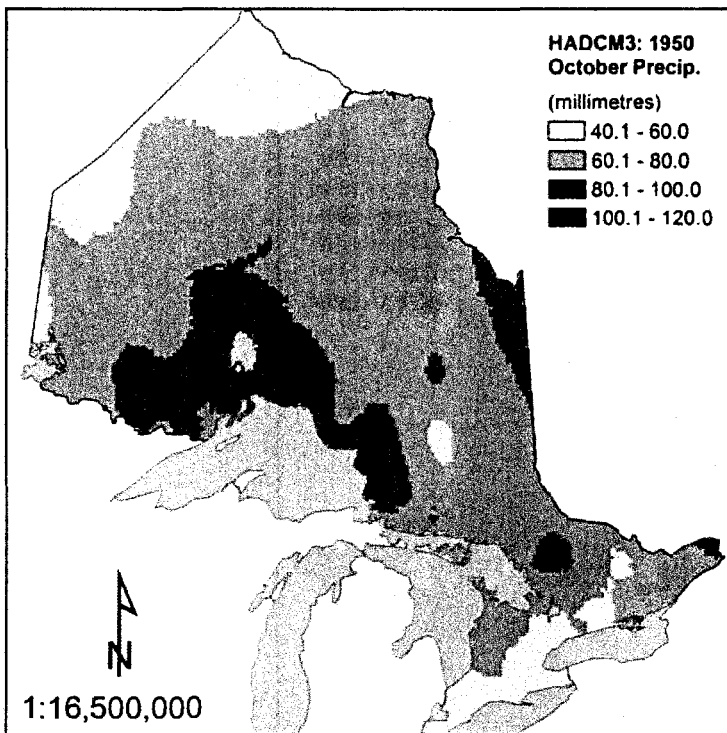 HADCM3: 1950
October Precip.
(millimetres)
40.1 - 60.0
60.1 - 80.0
80.1 - 100.0
100.1 - 120.0
N
1:16,500,000